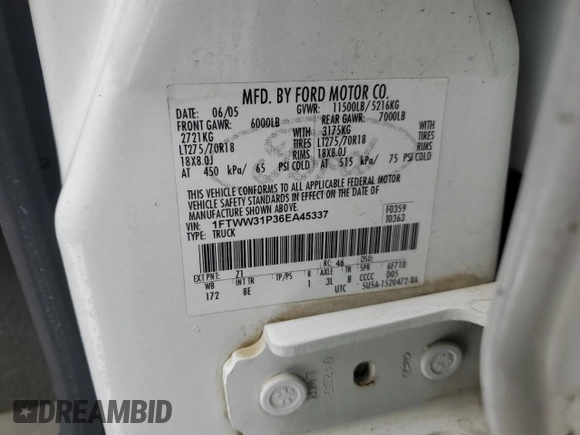 MFD. BY FORD MOTOR CO.
DATE: 06/05 GVWR: 11500LB/ 5216KG
FRONT GAWR: 6000LB REAR GAWR: 7000LB
2721KG WITH 3175KG WITH
LT275/70R18 TIRES LT275/70R18 TIRES
18X8.0J RIMS 18X8.0J RIMS
AT 450 kPa/ 65 PSI COLD AT 515 kPa/ 75 PSI COLD
THIS VEHICLE CONFORMS TO ALL APPLICABLE FEDERAL MOTOR
VEHICLE SAFETY STANDARDS IN EFFECT ON THE DATE OF
MANUFACTURE SHOWN ABOVE.
VIN: 1FTWW31P36EA45337 F0359
TYPE: TRUCK T0363
EXT PNT: Z1 RC: 48 DSO:
WB INT TR TP/PS R AXLE TR SPR 6F710
172 8E 1 3L B CCCC D05
UTC 5U5A-1520472-BA
Ford
LWR
DREAMBID